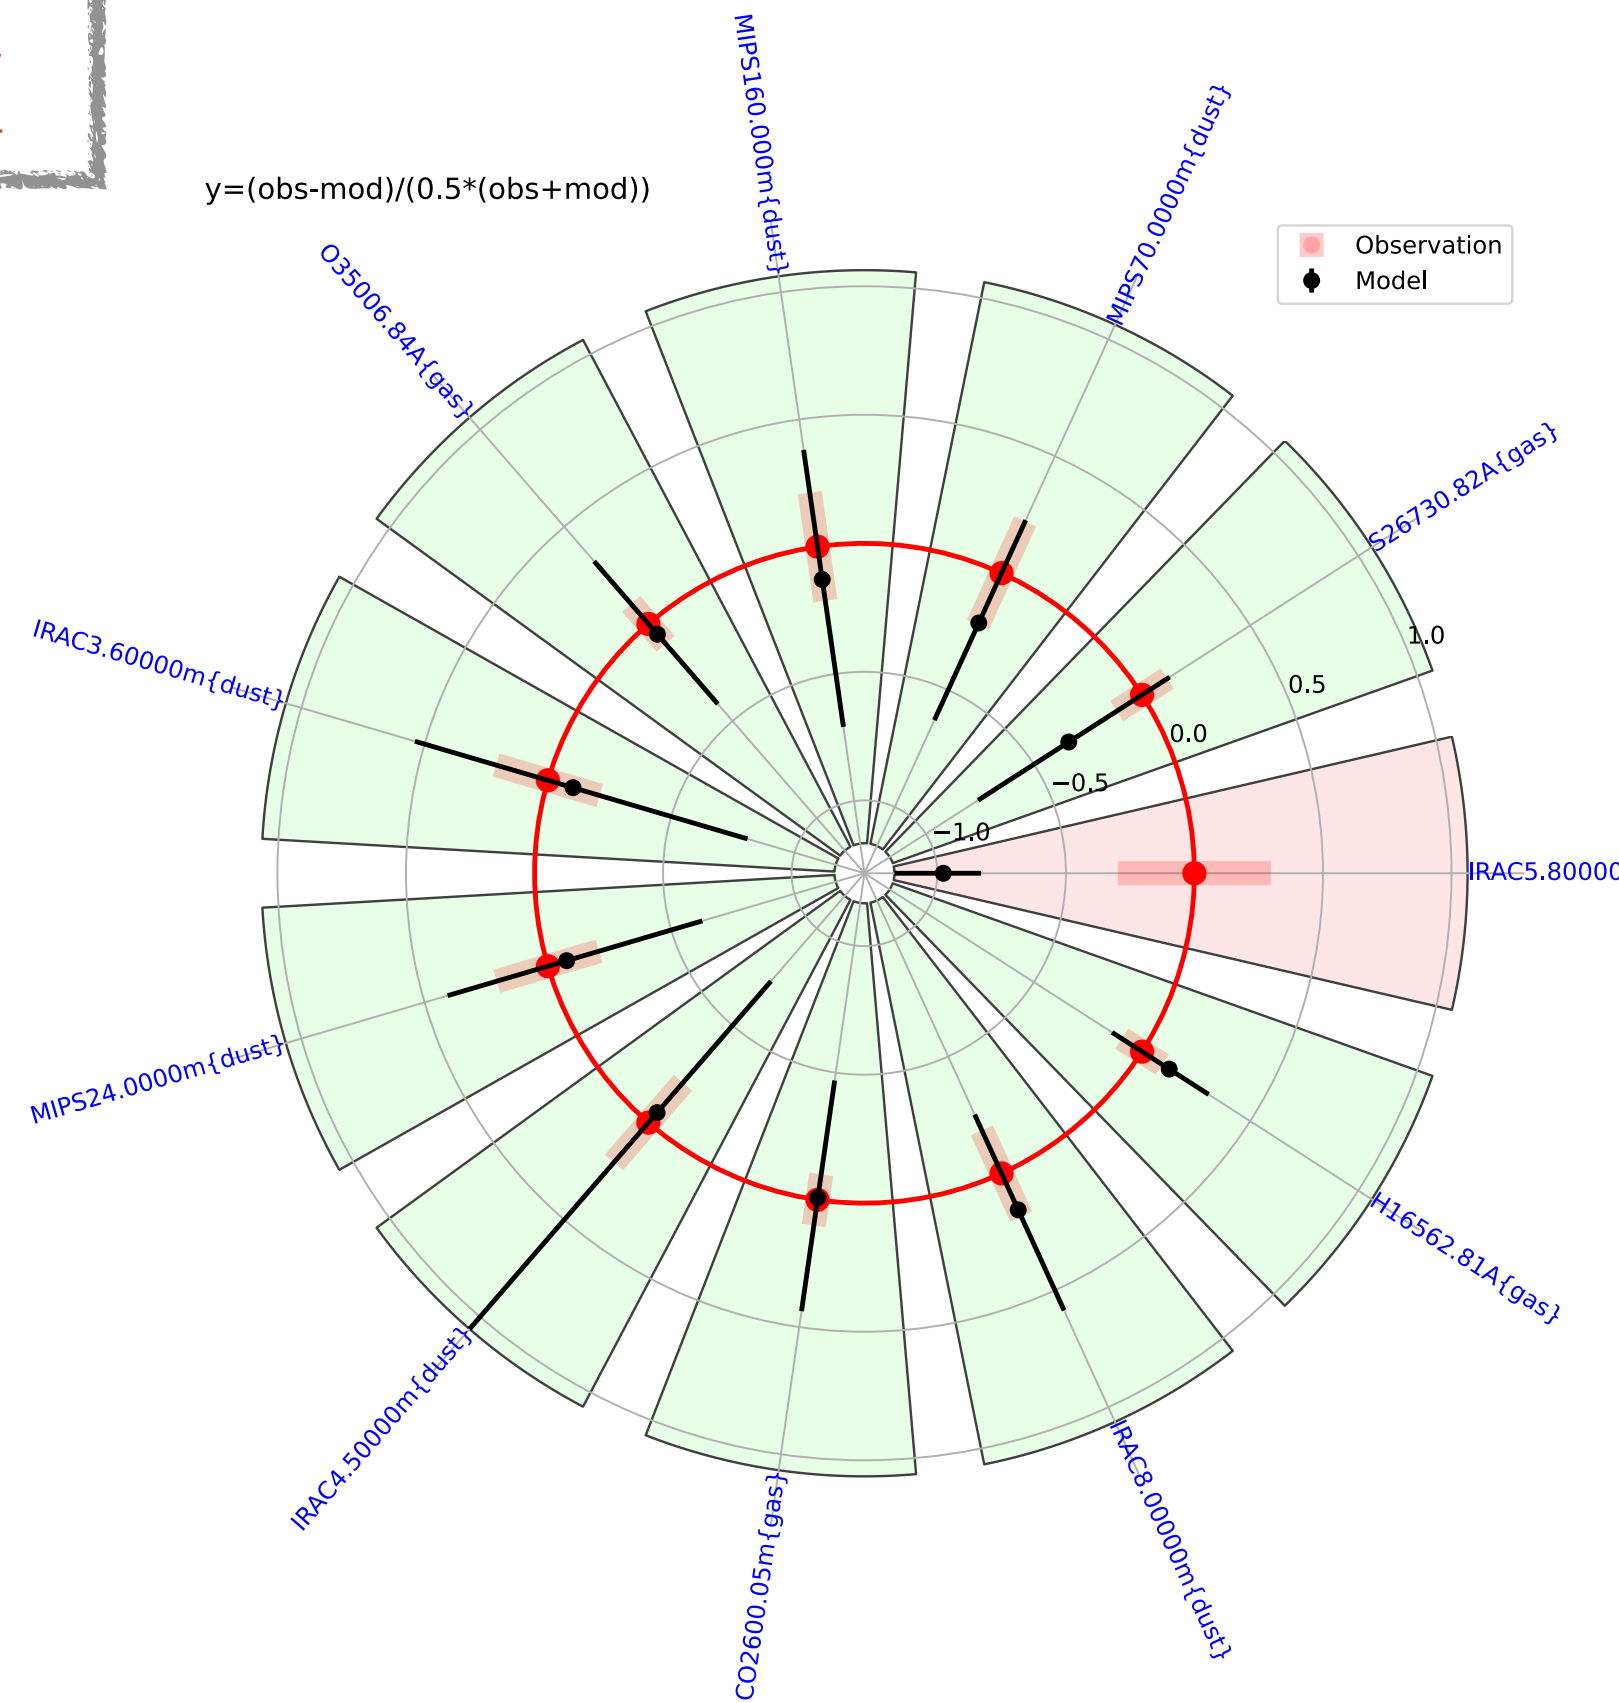 MIPS160.000m{dust}
MIPS70.0000m{dust}
y=(obs-mod)/(0.5*(obs+mod))
Observation
Model
O35006.84A{gas}
S26730.82A{gas}
IRAC3.60000m{dust}
1.0
0.5
0.0
−0.5
−1.0
IRAC5.80000
MIPS24.0000m{dust}
H16562.81A{gas}
IRAC4.50000m{dust}
IRAC8.00000m{dust}
CO2600.05m{gas}